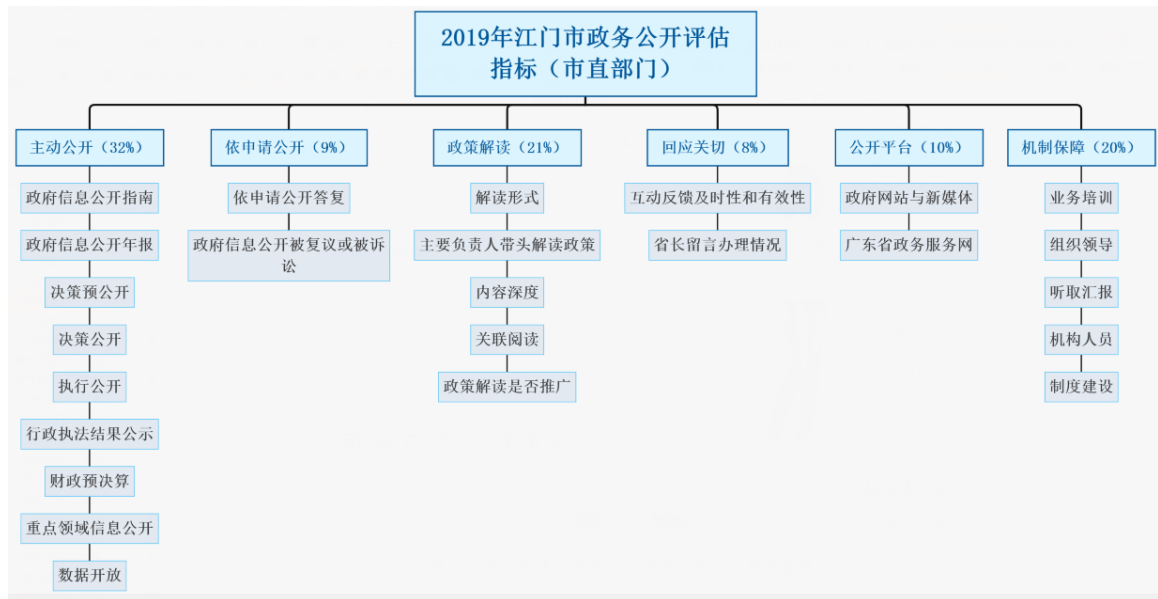 2019年江门市政务公开评估
指标（市直部门）
主动公开（32%）
政府信息公开指南
政府信息公开年报
决策预公开
决策公开
执行公开
行政执法结果公示
财政预决算
重点领域信息公开
数据开放
依申请公开（9%）
依申请公开答复
政府信息公开被复议或被诉
讼
政策解读（21%）
解读形式
主要负责人带头解读政策
内容深度
关联阅读
政策解读是否推广
回应关切（8%）
互动反馈及时性和有效性
省长留言办理情况
公开平台（10%）
政府网站与新媒体
广东省政务服务网
机制保障（20%）
业务培训
组织领导
听取汇报
机构人员
制度建设